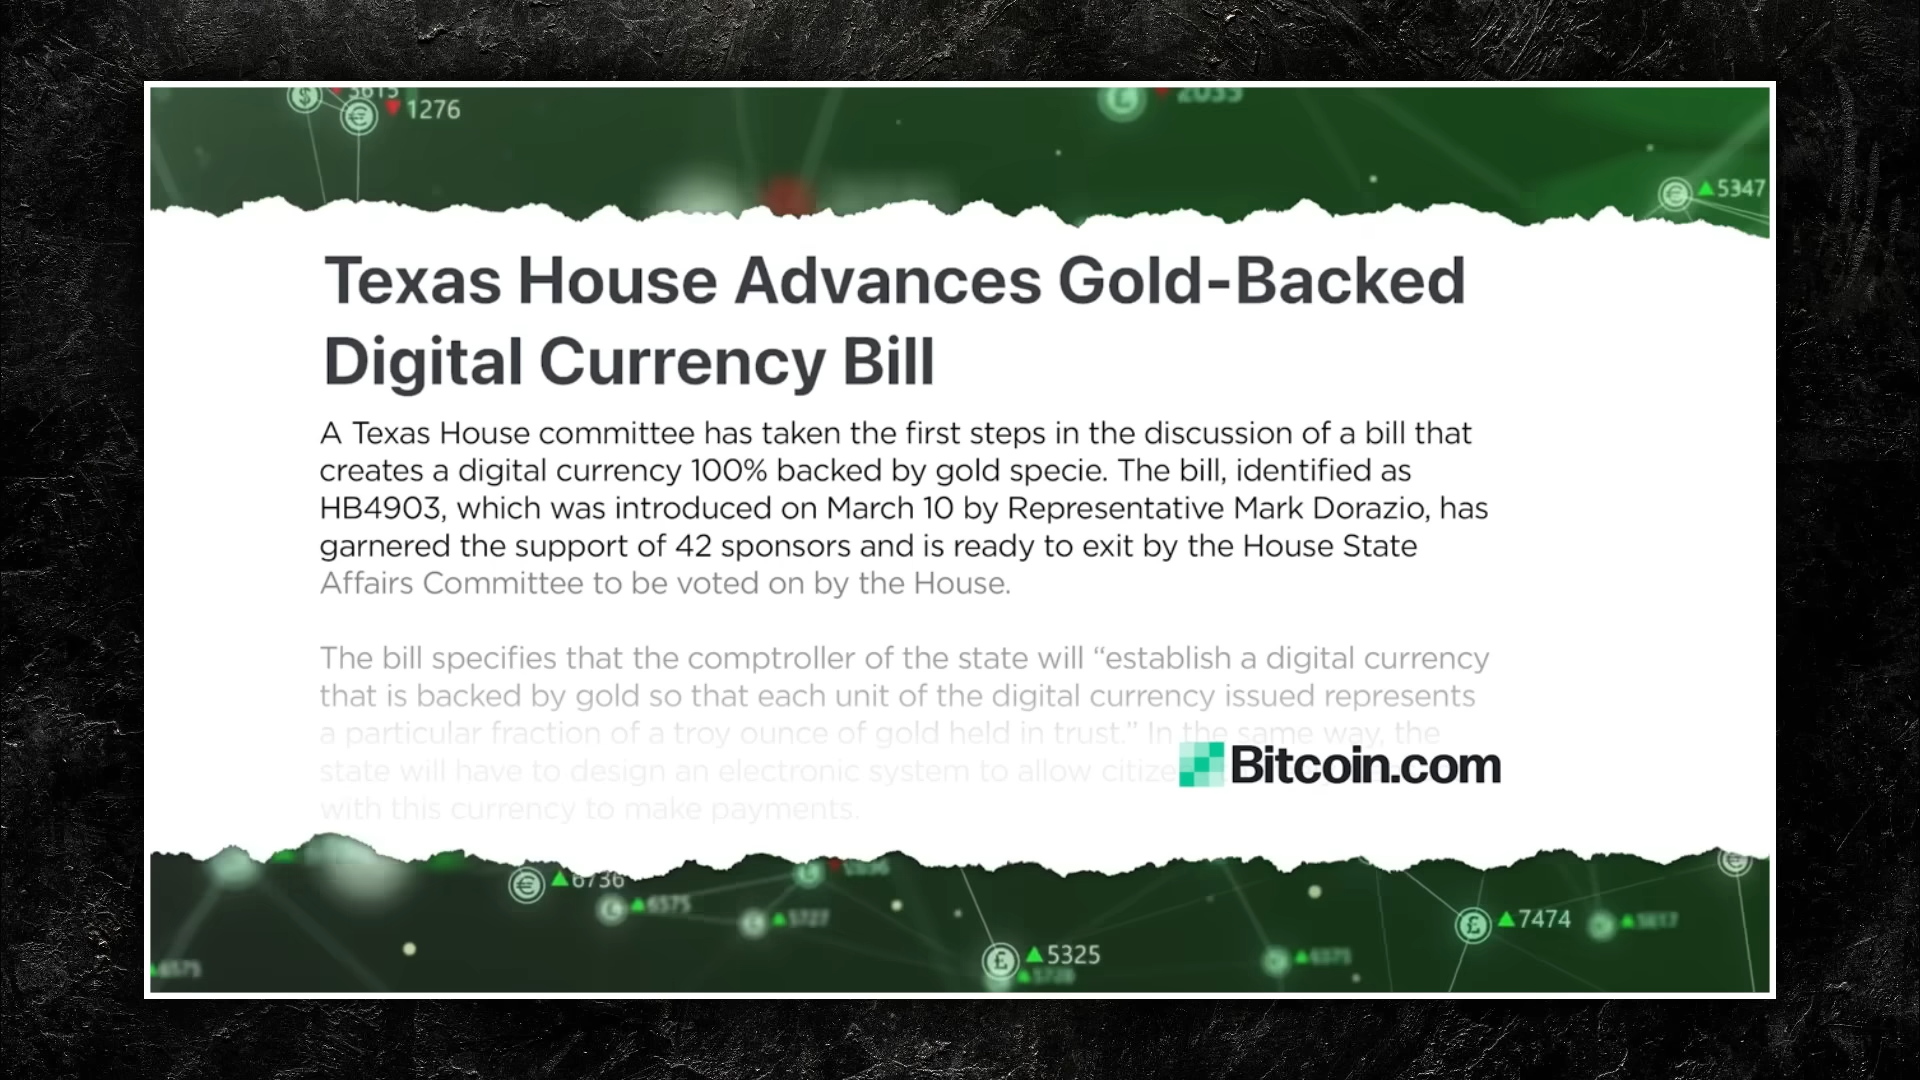 3615
1276
2035
5347
Texas House Advances Gold-Backed
Digital Currency Bill
A Texas House committee has taken the first steps in the discussion of a bill that
creates a digital currency 100% backed by gold specie. The bill, identified as
HB4903, which was introduced on March 10 by Representative Mark Dorazio, has
garnered the support of 42 sponsors and is ready to exit by the House State
Affairs Committee to be voted on by the House.
The bill specifies that the comptroller of the state will “establish a digital currency
that is backed by gold so that each unit of the digital currency issued represents
a particular fraction of a troy ounce of gold held in trust.” In the same way, the
state will have to design an electronic system to allow
Bitcoin.com
with this currency to make payments.
6736
6575
5727
7474
5325
6575